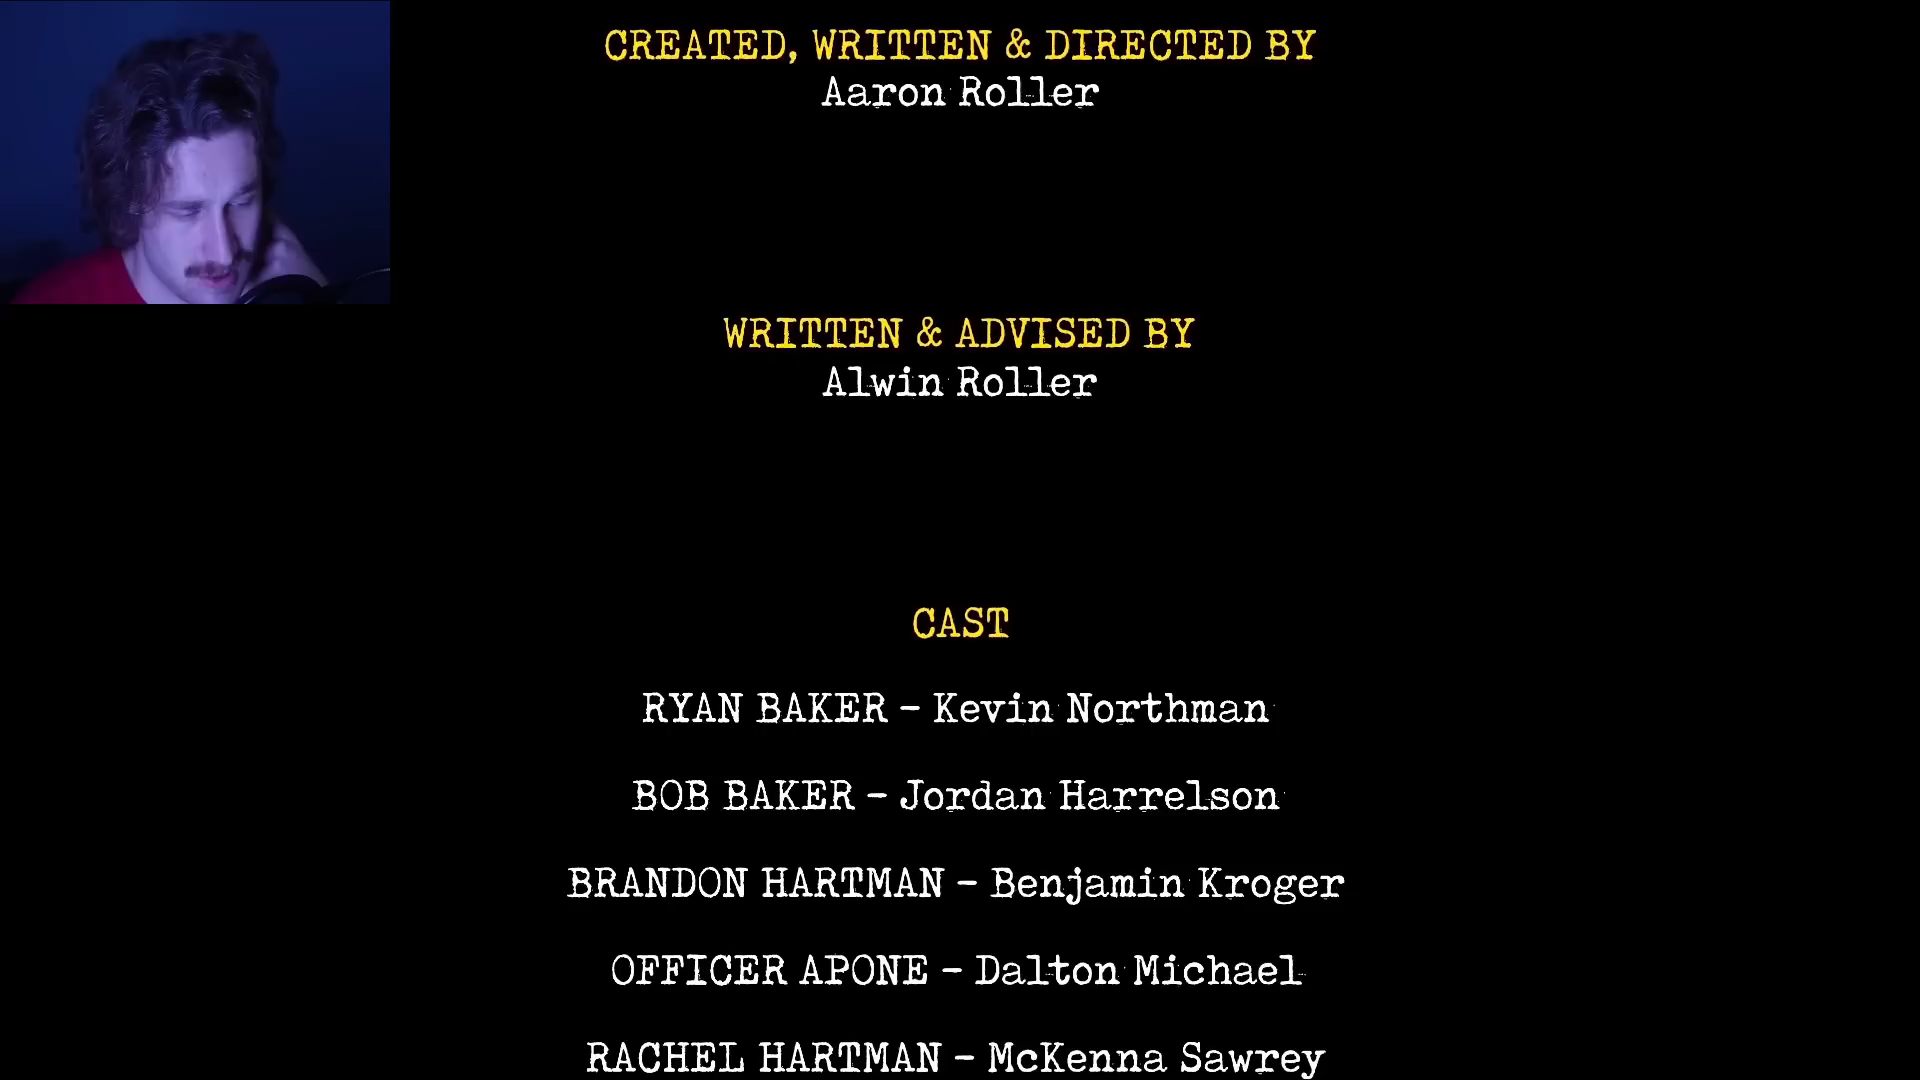 CREATED, WRITTEN & DIRECTED BY
Aaron Roller
WRITTEN & ADVISED BY
Alwin Roller
CAST
RYAN BAKER – Kevin Northman
BOB BAKER – Jordan Harrelson
BRANDON HARTMAN – Benjamin Kroger
OFFICER APONE – Dalton Michael
RACHEL HARTMAN – McKenna Sawrey